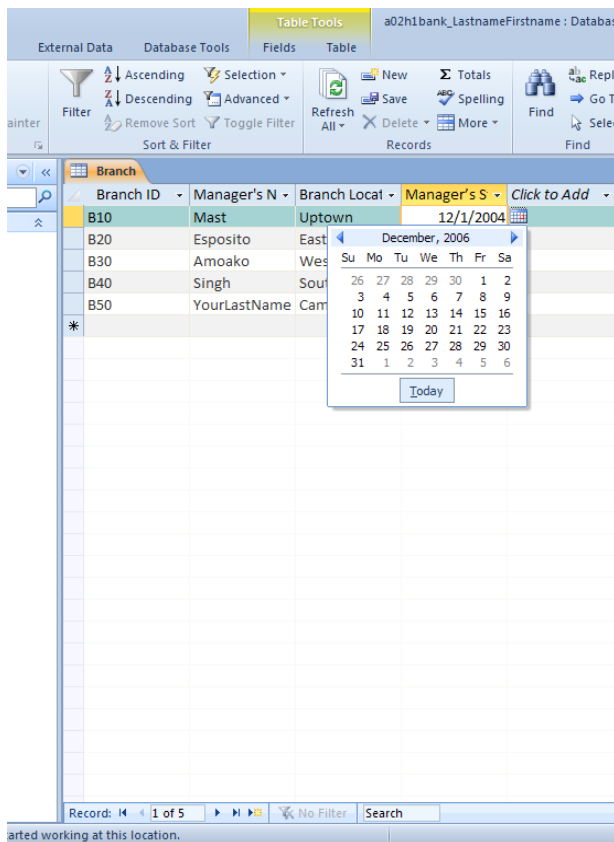 Table Tools a02h1bank_LastnameFirstname : Databas
External Data Database Tools Fields Table
Ascending Selection New Totals Repl
Descending Advanced Save Spelling Go T
Filter Refresh All Find
ainter Remove Sort Toggle Filter Delete More Selec
Sort & Filter Records Find
Branch
Branch ID Manager's N Branch Locat Manager's S Click to Add
B10 Mast Uptown 12/1/2004
B20 Esposito East
B30 Amoako Wes
B40 Singh Sout
B50 YourLastName Cam
December, 2006
Su Mo Tu We Th Fr Sa
26 27 28 29 30 1 2
3 4 5 6 7 8 9
10 11 12 13 14 15 16
17 18 19 20 21 22 23
24 25 26 27 28 29 30
31 1 2 3 4 5 6
Today
Record: 1 of 5 No Filter Search
tarted working at this location.